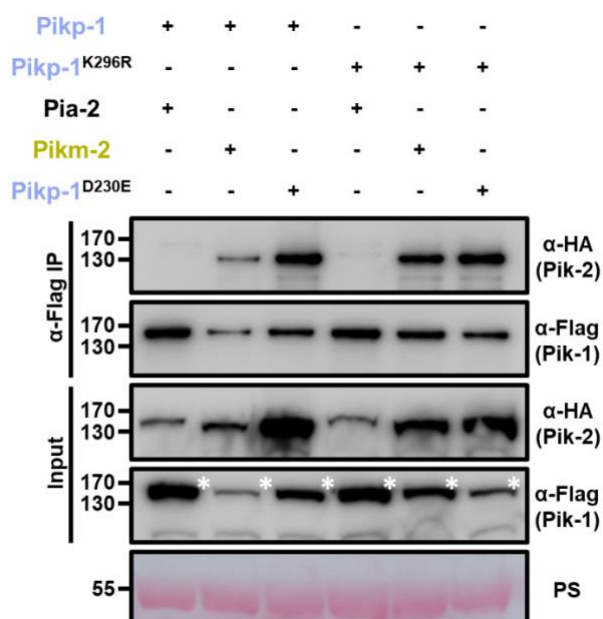 Pikp-1 + + + - - -
Pikp-1K296R - - - + + +
Pia-2 + - - + - -
Pikm-2 - + - - + -
Pikp-1D230E - - + - - +
α-Flag IP
170
130
α-HA
(Pik-2)
170
130
α-Flag
(Pik-1)
Input
170
130
α-HA
(Pik-2)
170
130
* * * * * *
α-Flag
(Pik-1)
55
PS